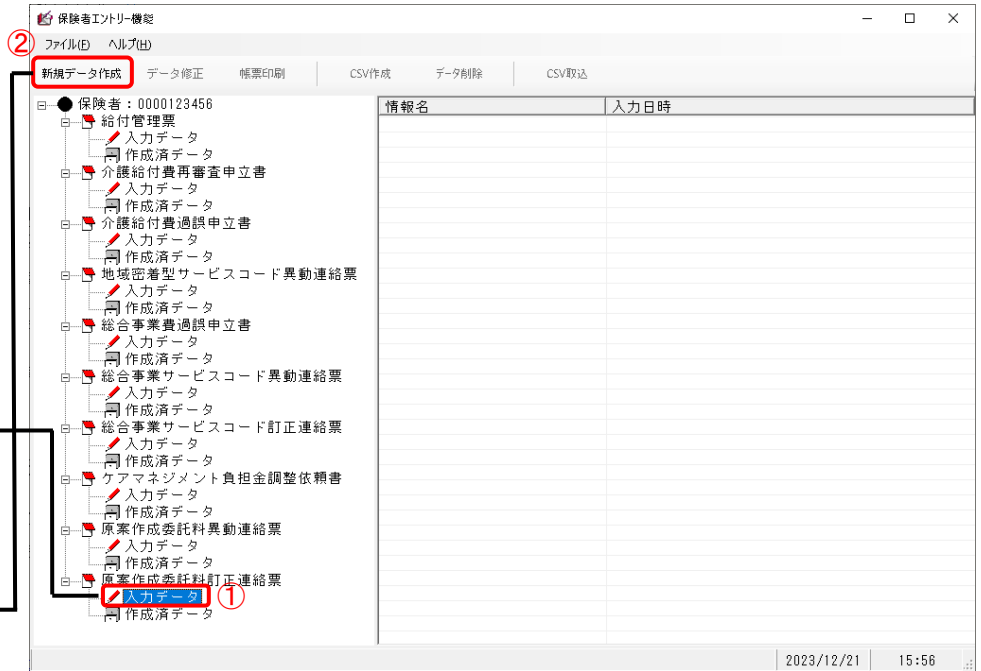 保険者エントリー機能
②
ファイル(F) ヘルプ(H)
新規データ作成 データ修正 帳票印刷 CSV作成 データ削除 CSV取込
保険者：0000123456
給付管理票
入力データ
作成済データ
介護給付費再審査申立書
入力データ
作成済データ
介護給付費過誤申立書
入力データ
作成済データ
地域密着型サービスコード異動連絡票
入力データ
作成済データ
総合事業費過誤申立書
入力データ
作成済データ
総合事業サービスコード異動連絡票
入力データ
作成済データ
総合事業サービスコード訂正連絡票
入力データ
作成済データ
ケアマネジメント負担金調整依頼書
入力データ
作成済データ
原案作成委託料異動連絡票
入力データ
作成済データ
原案作成委託料訂正連絡票
入力データ ①
作成済データ
情報名 入力日時
2023/12/21 15:56